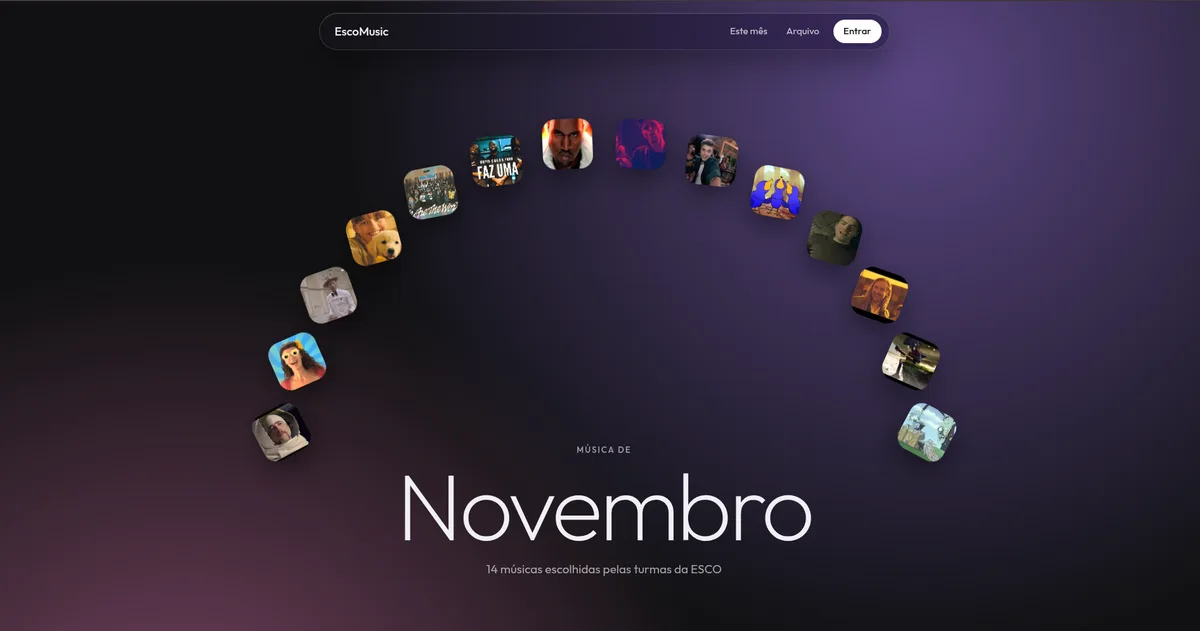 EscoMusic
Este mês
Arquivo
Entrar
FAZ UMA
MÚSICA DE
Novembro
14 músicas escolhidas pelas turmas da ESCO